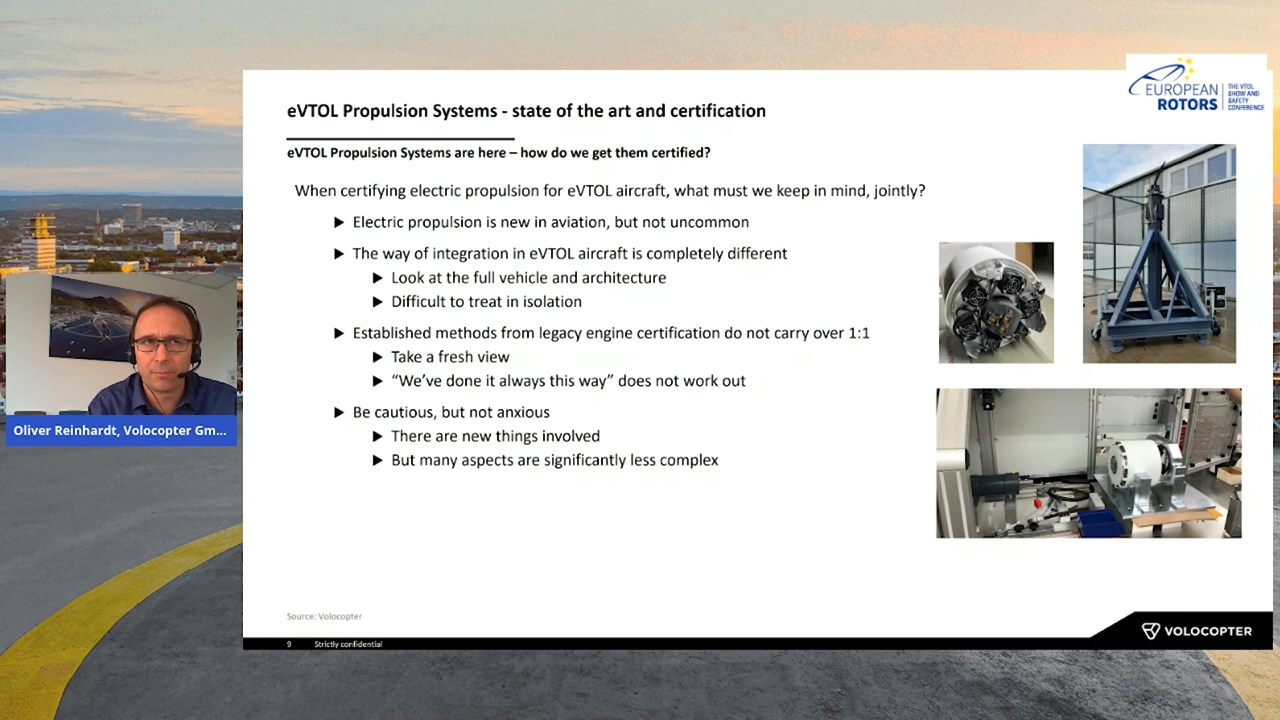 EUROPEAN
ROTORS
THE VTOL
SHOW AND
SAFETY
CONFERENCE
eVTOL Propulsion Systems - state of the art and certification
eVTOL Propulsion Systems are here – how do we get them certified?
When certifying electric propulsion for eVTOL aircraft, what must we keep in mind, jointly?
Electric propulsion is new in aviation, but not uncommon
The way of integration in eVTOL aircraft is completely different
Look at the full vehicle and architecture
Difficult to treat in isolation
Established methods from legacy engine certification do not carry over 1:1
Take a fresh view
“We’ve done it always this way” does not work out
Be cautious, but not anxious
There are new things involved
But many aspects are significantly less complex
Oliver Reinhardt, Volocopter Gm...
Source: Volocopter
9 Strictly confidential
VOLOCOPTER